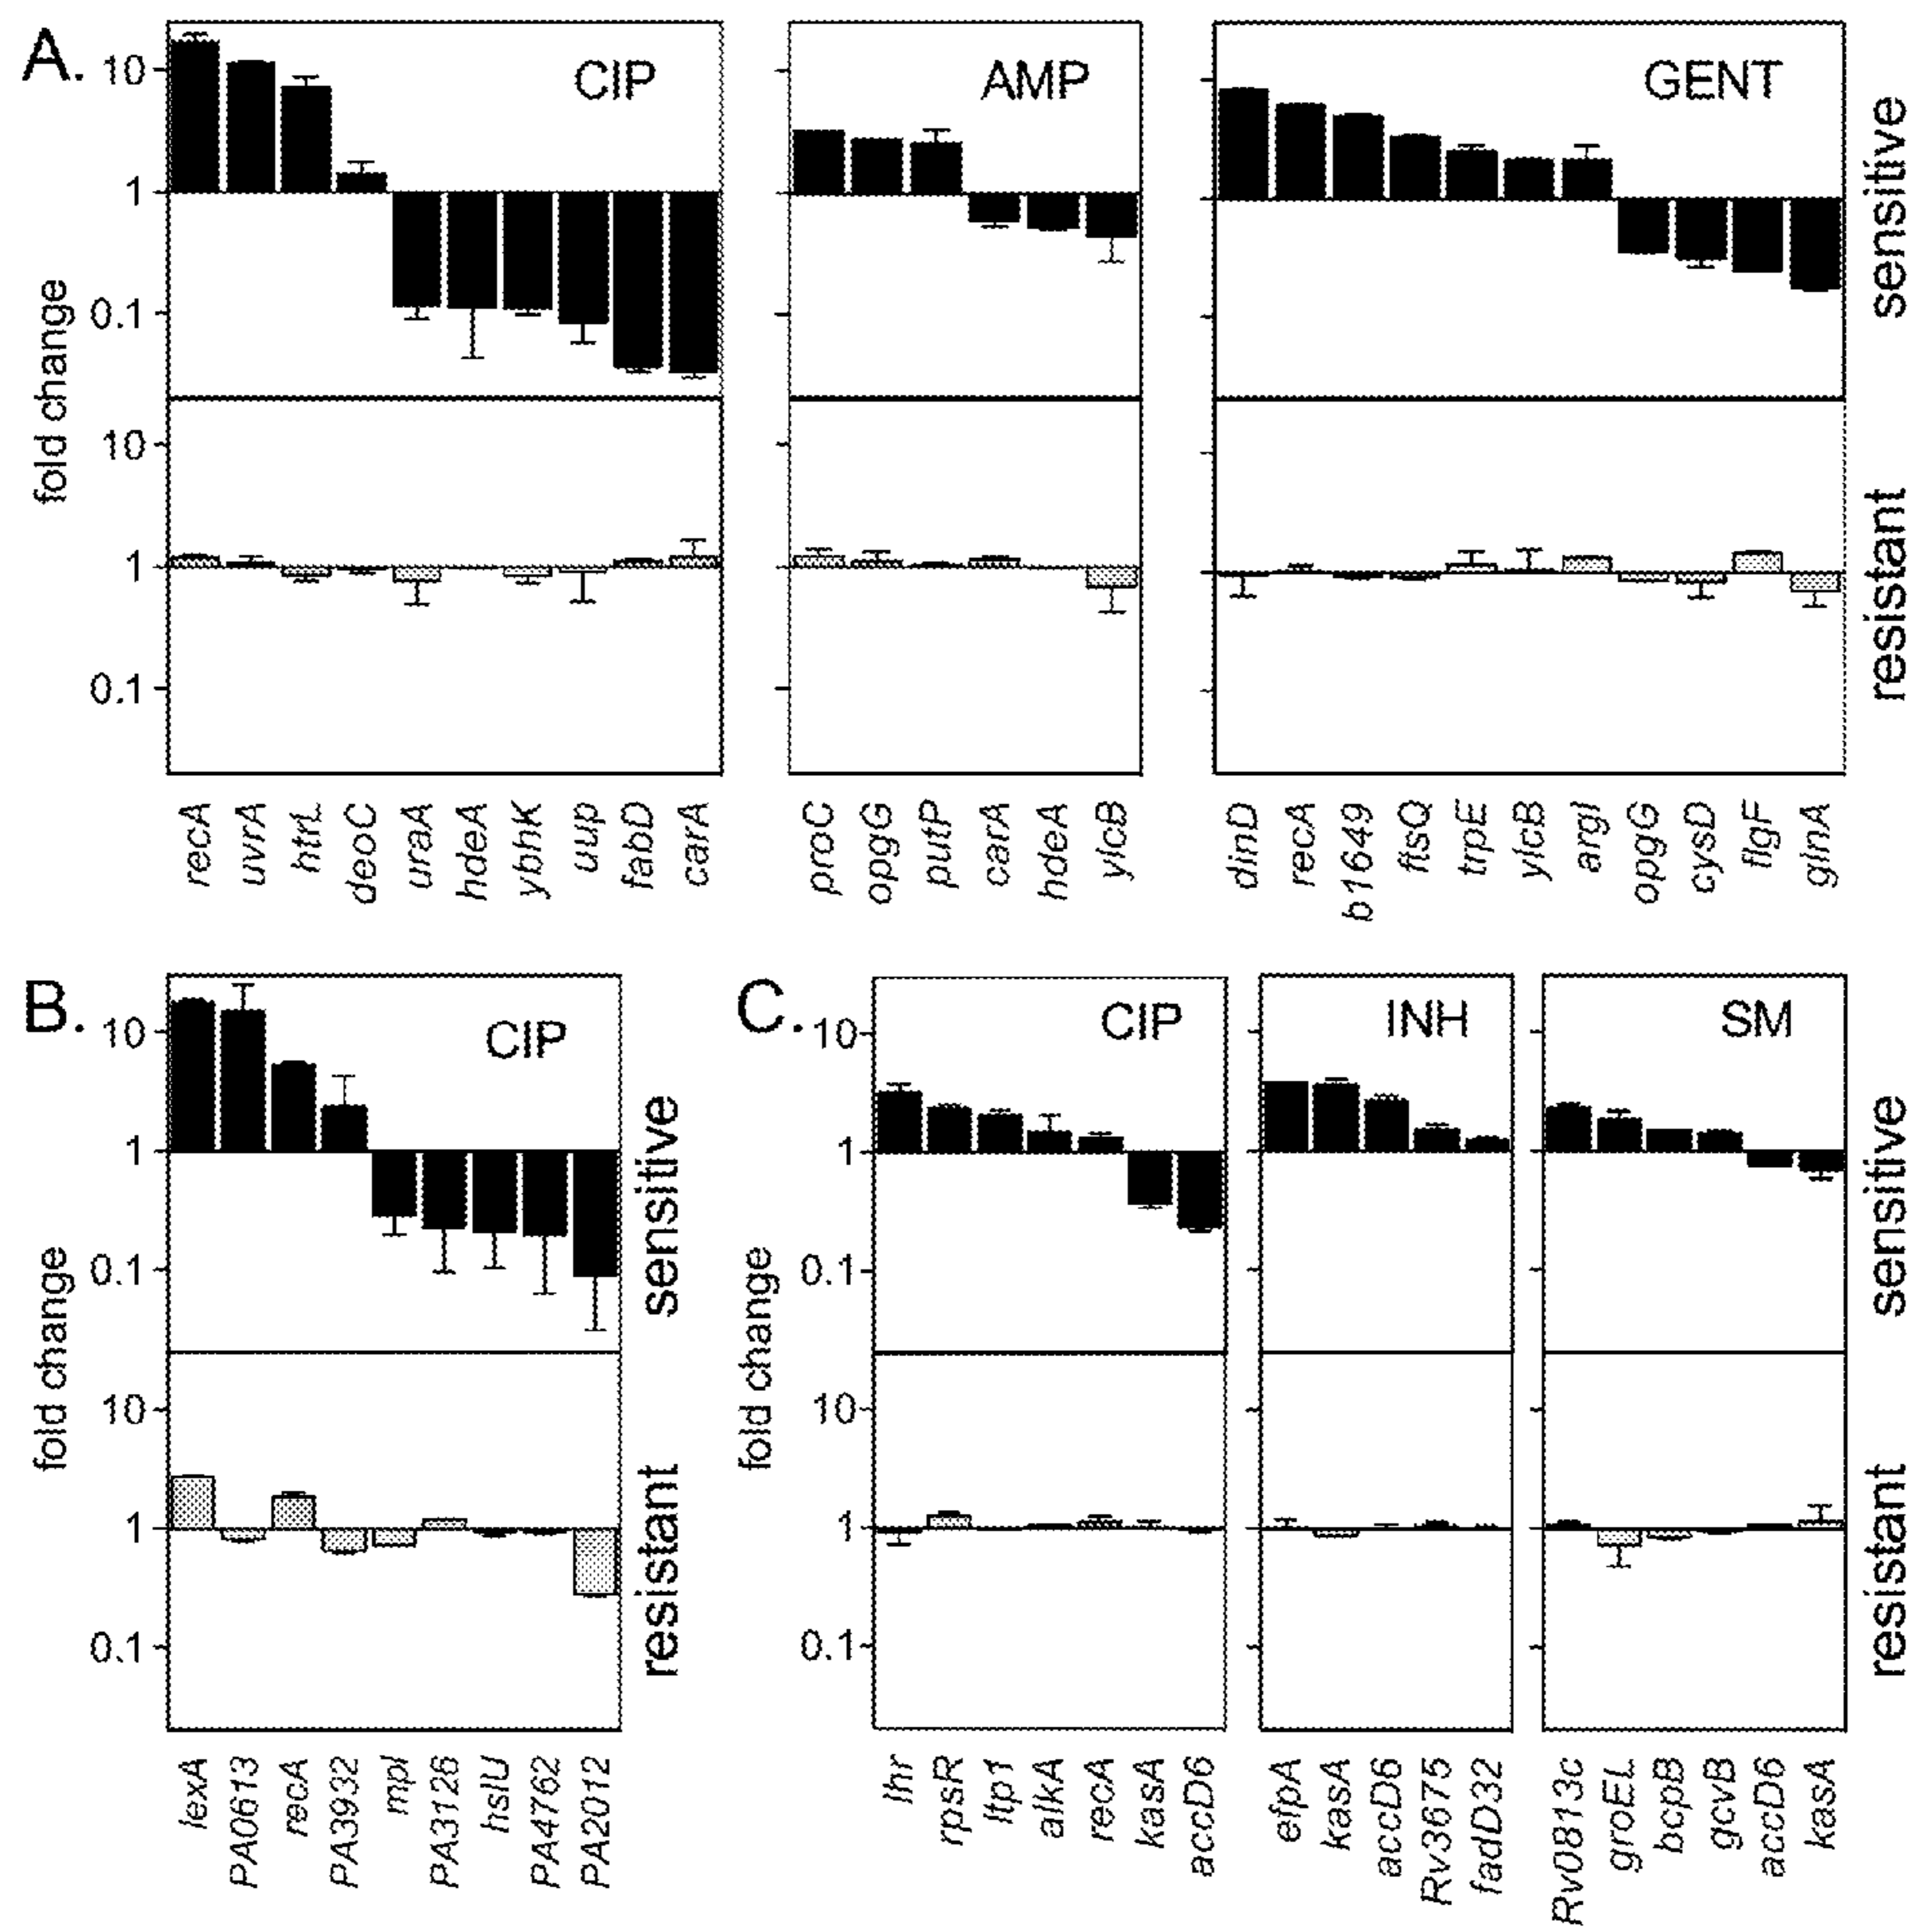 A.
CIP
AMP
GENT
10
1
0.1
10
1
0.1
fold change
sensitive
resistant
recA
uvrA
htrL
deoC
uraA
hdeA
ybhK
uup
fabD
carA
proC
opgG
putP
carA
hdeA
ylcB
dinD
recA
b1649
ftsQ
trpE
ylcB
argI
opgG
cysD
flgF
glnA
B.
CIP
10
1
0.1
10
1
0.1
fold change
sensitive
resistant
lexA
PA0613
recA
PA3932
mpl
PA3126
hslU
PA4762
PA2012
C.
CIP
INH
SM
10
1
0.1
10
1
0.1
fold change
sensitive
resistant
lhr
rpsR
ltp1
alkA
recA
kasA
accD6
efpA
kasA
accD6
Rv3675
fadD32
Rv0813c
groEL
bcpB
gcvB
accD6
kasA